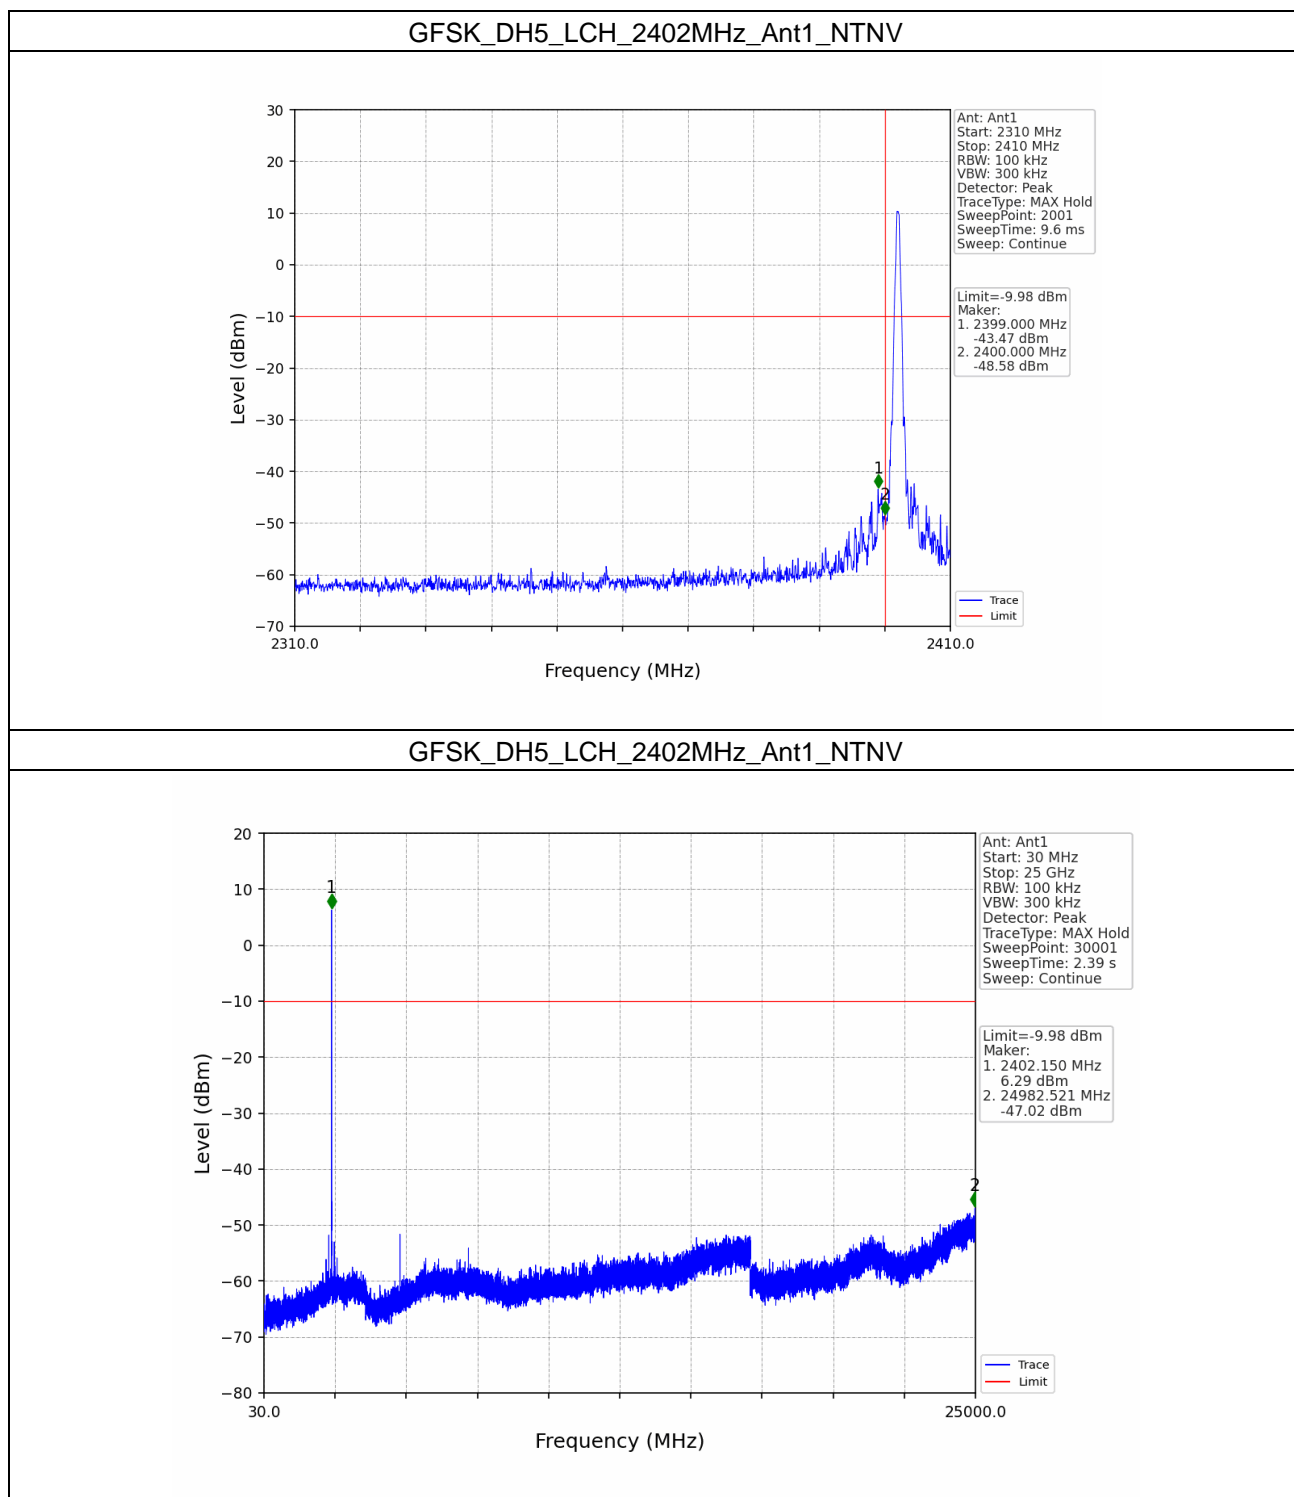 GFSK_DH5_LCH_2402MHz_Ant1_NTNV
30
20
10
0
−10
−20
−30
−40
−50
−60
−70
Level (dBm)
2310.0
2410.0
Frequency (MHz)
1
2
Ant: Ant1
Start: 2310 MHz
Stop: 2410 MHz
RBW: 100 kHz
VBW: 300 kHz
Detector: Peak
TraceType: MAX Hold
SweepPoint: 2001
SweepTime: 9.6 ms
Sweep: Continue
Limit=-9.98 dBm
Maker:
1. 2399.000 MHz
-43.47 dBm
2. 2400.000 MHz
-48.58 dBm
Trace
Limit
GFSK_DH5_LCH_2402MHz_Ant1_NTNV
20
10
0
−10
−20
−30
−40
−50
−60
−70
−80
Level (dBm)
30.0
25000.0
Frequency (MHz)
1
2
Ant: Ant1
Start: 30 MHz
Stop: 25 GHz
RBW: 100 kHz
VBW: 300 kHz
Detector: Peak
TraceType: MAX Hold
SweepPoint: 30001
SweepTime: 2.39 s
Sweep: Continue
Limit=-9.98 dBm
Maker:
1. 2402.150 MHz
6.29 dBm
2. 24982.521 MHz
-47.02 dBm
Trace
Limit